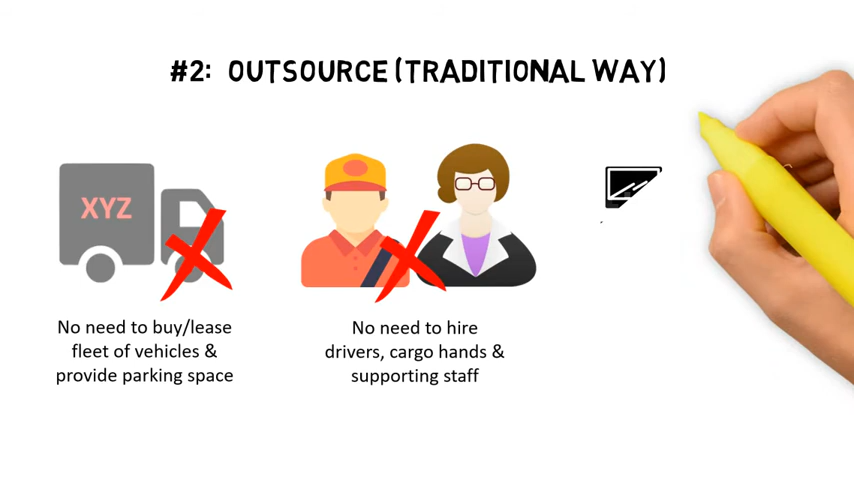 #2: OUTSOURCE (TRADITIONAL WAY)
XYZ
No need to buy/lease
fleet of vehicles &
provide parking space
No need to hire
drivers, cargo hands &
supporting staff